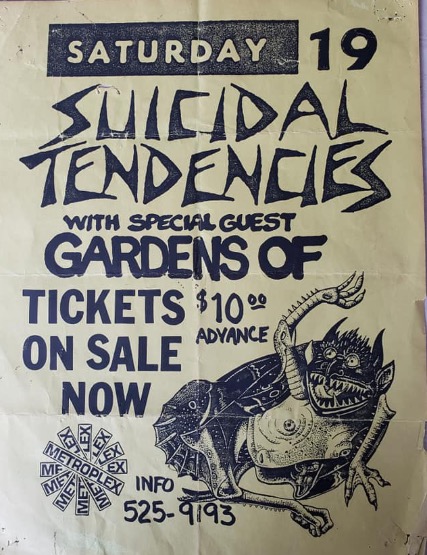 SATURDAY 19
SUICIDAL
TENDENCIES
WITH SPECIAL GUEST
GARDENS OF
TICKETS $10.00
ADVANCE
ON SALE
NOW
METROPLEX
INFO
525-9193